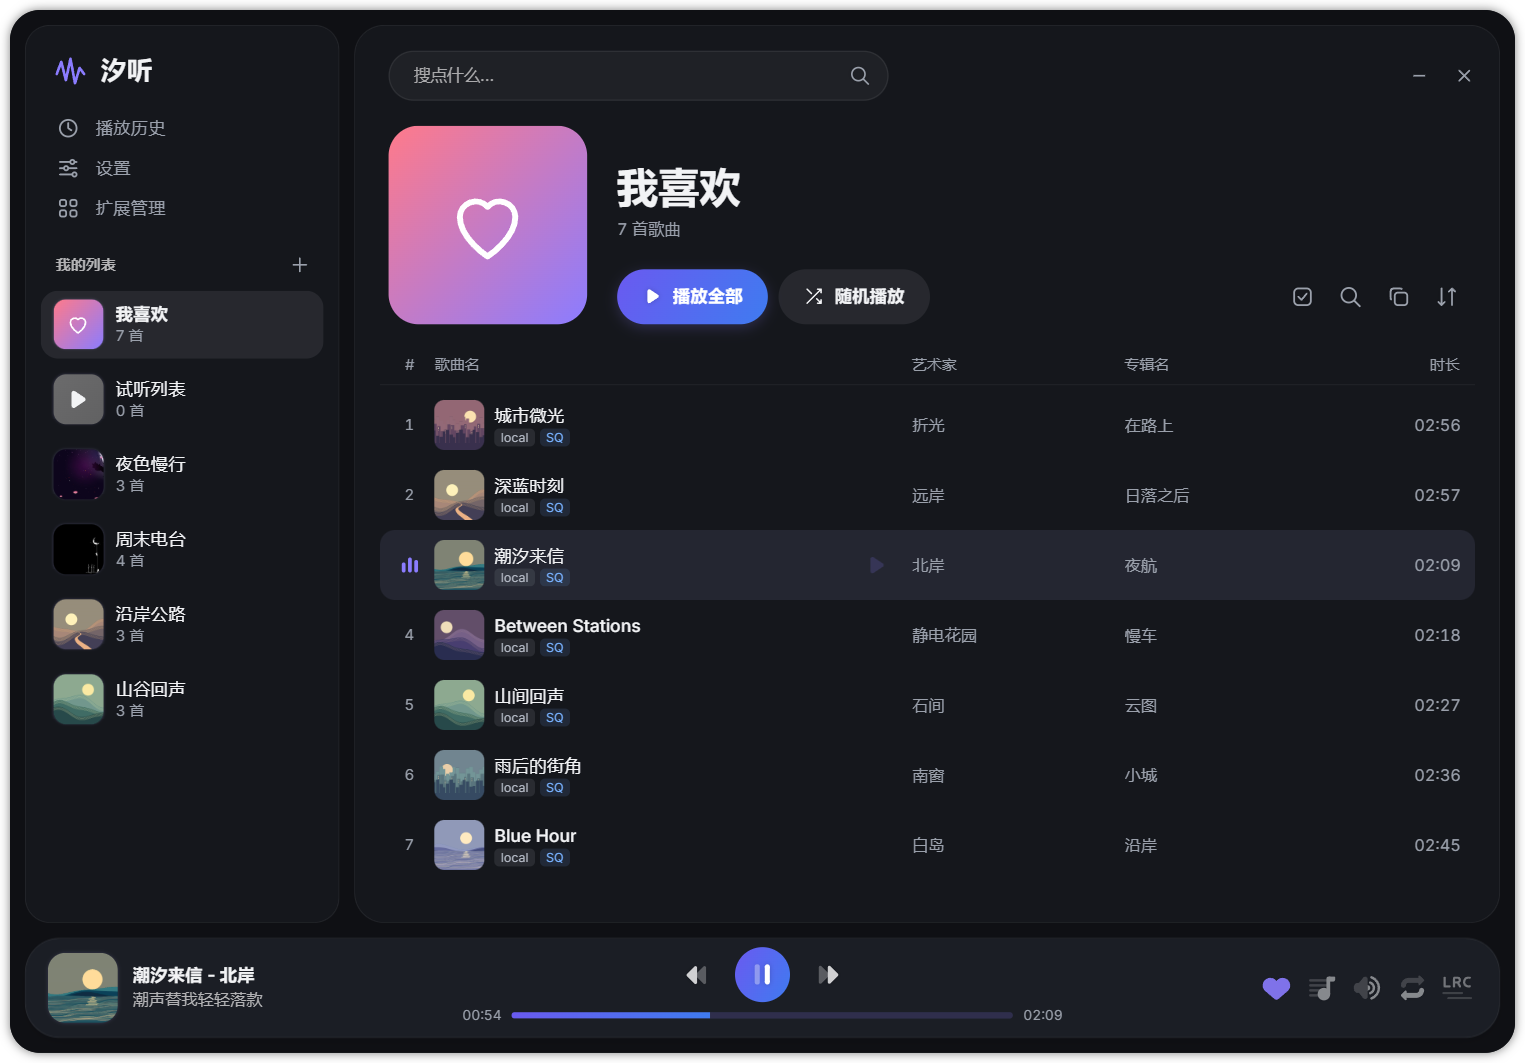 汐听
播放历史
设置
扩展管理
我的列表
我喜欢
7 首
试听列表
0 首
夜色慢行
3 首
周末电台
4 首
沿岸公路
3 首
山谷回声
3 首
搜点什么...
我喜欢
7 首歌曲
播放全部 随机播放
# 歌曲名 艺术家 专辑名 时长
1 城市微光 折光 在路上 02:56
local SQ
2 深蓝时刻 远岸 日落之后 02:57
local SQ
潮汐来信 北岸 夜航 02:09
local SQ
4 Between Stations 静电花园 慢车 02:18
local SQ
5 山间回声 石间 云图 02:27
local SQ
6 雨后的街角 南窗 小城 02:36
local SQ
7 Blue Hour 白岛 沿岸 02:45
local SQ
潮汐来信 - 北岸
潮声替我轻轻落款
00:54 02:09
LRC